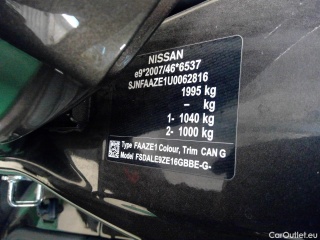 NISSAN
e9*2007/46*6537
SJNFAAZE1U0062816
1995 kg
– kg
1- 1040 kg
2- 1000 kg
Type FAAZE1 Colour, Trim CAN G
Model FSDALE9ZE16GBBE-G-
CarOutlet.eu